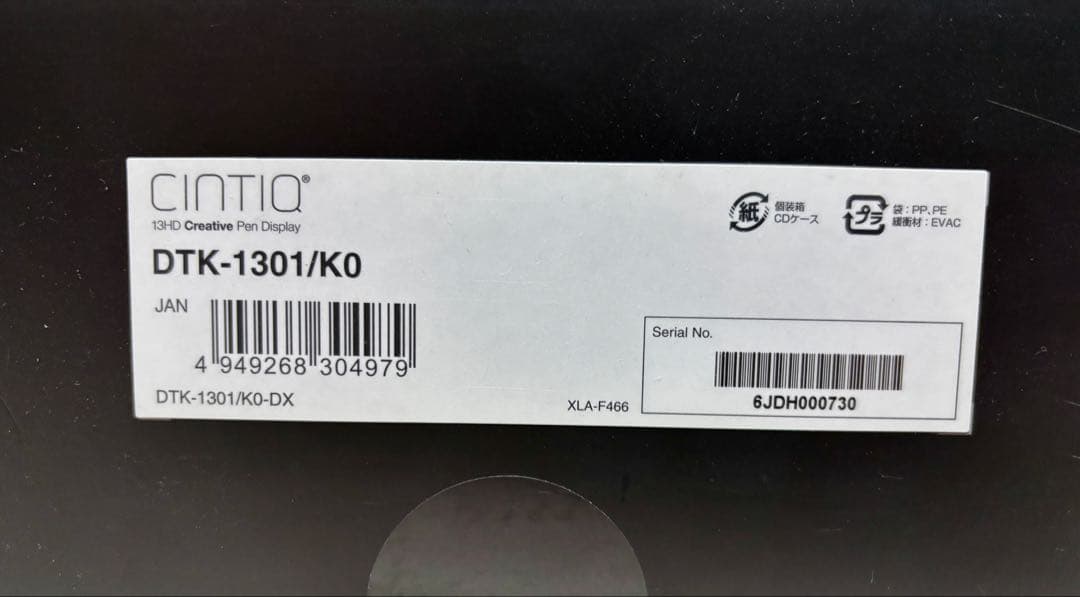 CINTIQ®
13HD Creative Pen Display
DTK-1301/K0
JAN
4 949268 304979
DTK-1301/K0-DX
XLA-F466
紙
個装箱
CDケース
プラ
袋：PP、PE
緩衝材：EVAC
Serial No.
6JDH000730